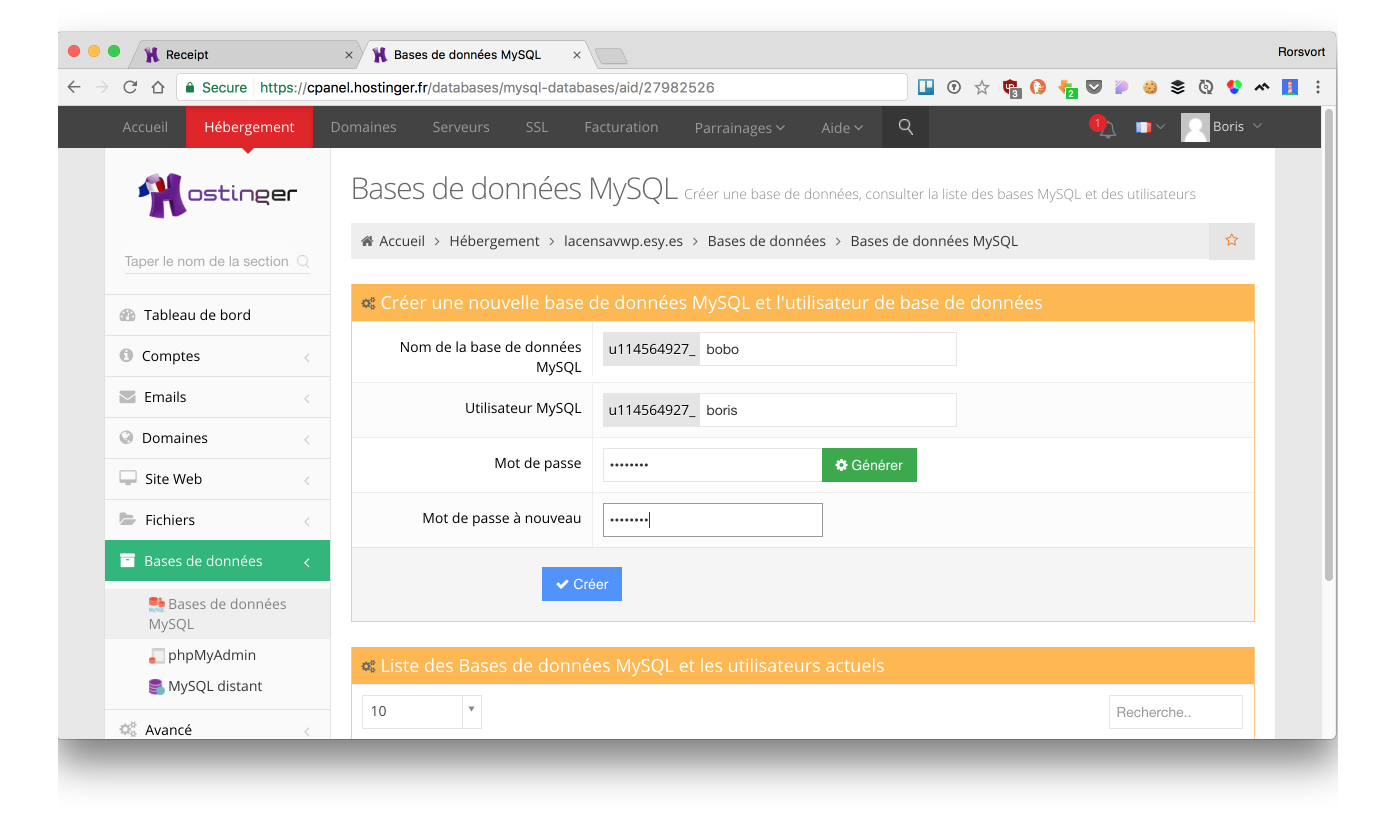 Receipt
Bases de données MySQL
Rorsvort
Secure https://cpanel.hostinger.fr/databases/mysql-databases/aid/27982526
3
2
Accueil Hébergement Domaines Serveurs SSL Facturation Parrainages Aide 1 Boris
Hostinger
Taper le nom de la section
Tableau de bord
Comptes
Emails
Domaines
Site Web
Fichiers
Bases de données
Bases de données
MySQL
phpMyAdmin
MySQL distant
Avancé
Bases de données MySQL Créer une base de données, consulter la liste des bases MySQL et des utilisateurs
Accueil > Hébergement > lacensavwp.esy.es > Bases de données > Bases de données MySQL
Créer une nouvelle base de données MySQL et l'utilisateur de base de données
Nom de la base de données
MySQL
u114564927_ bobo
Utilisateur MySQL u114564927_ boris
Mot de passe •••••••• Générer
Mot de passe à nouveau ••••••••
Créer
Liste des Bases de données MySQL et les utilisateurs actuels
10 Recherche..